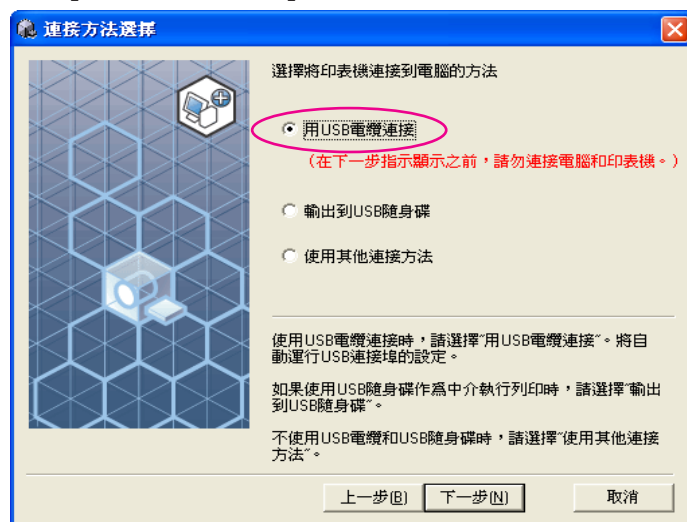 連接方法選擇
選擇將印表機連接到電腦的方法
用USB電纜連接
(在下一步指示顯示之前，請勿連接電腦和印表機。)
輸出到USB隨身碟
使用其他連接方法
使用USB電纜連接時，請選擇"用USB電纜連接"。將自
動運行USB連接埠的設定。
如果使用USB隨身碟作為中介執行列印時，請選擇"輸出
到USB隨身碟"。
不使用USB電纜和USB隨身碟時，請選擇"使用其他連接
方法"。
上一步(B) 下一步(N) 取消